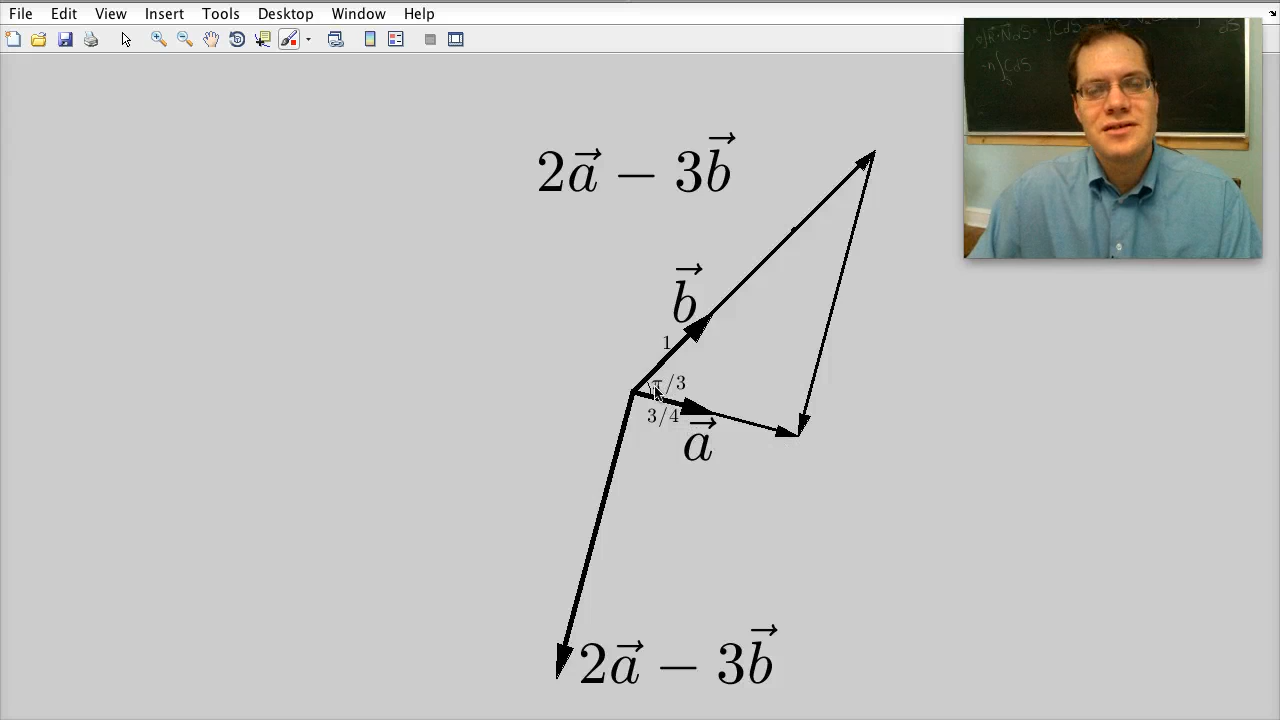 File Edit View Insert Tools Desktop Window Help
2a⃗ − 3b⃗
b⃗
1
π/3
3/4
a⃗
2a⃗ − 3b⃗